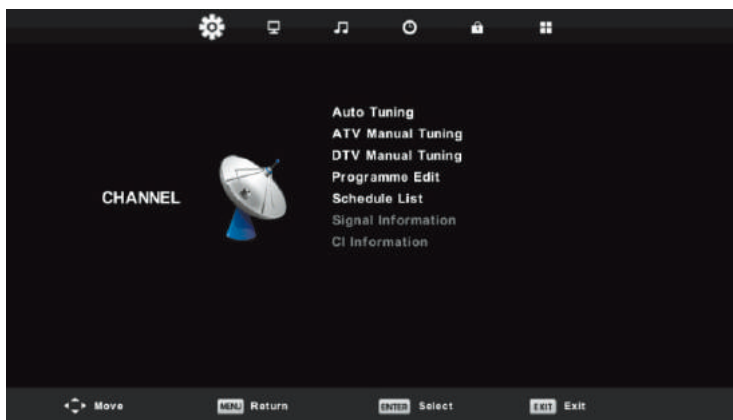 CHANNEL
Auto Tuning
ATV Manual Tuning
DTV Manual Tuning
Programme Edit
Schedule List
Signal Information
CI Information
Move MENU Return ENTER Select EXIT Exit